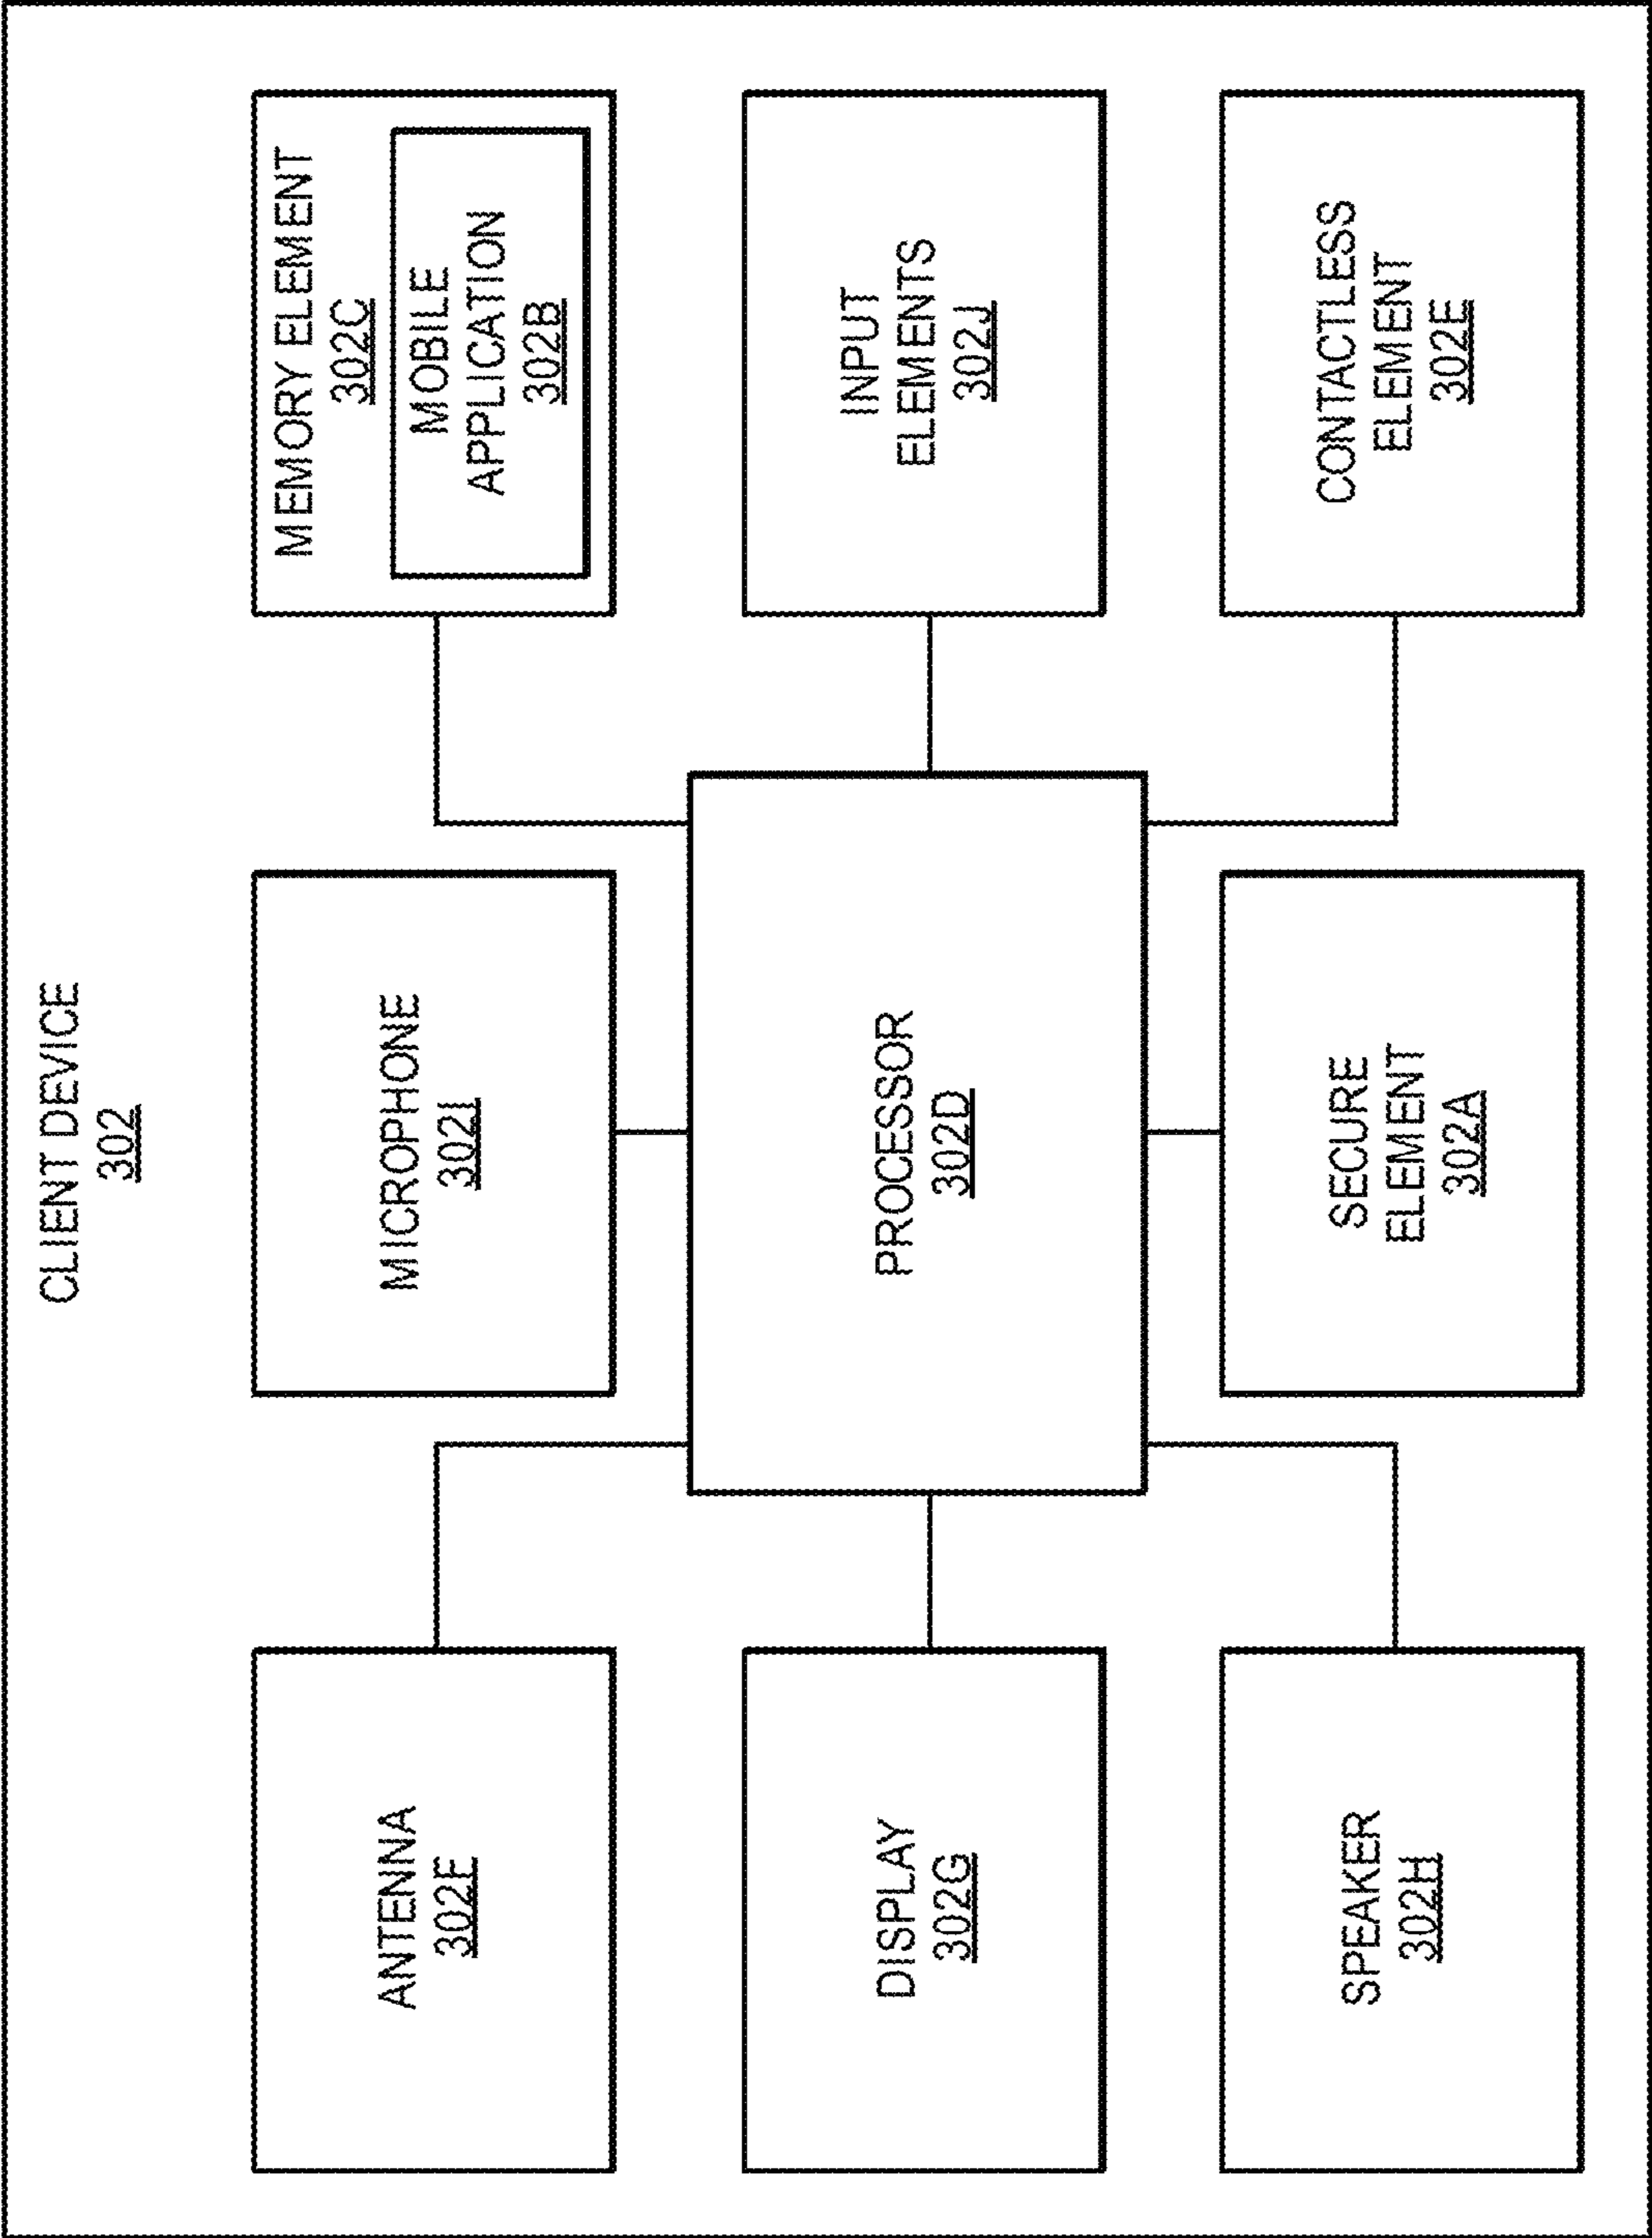 CLIENT DEVICE
302
ANTENNA
302F
MICROPHONE
302I
MEMORY ELEMENT
302C
MOBILE
APPLICATION
302B
DISPLAY
302G
PROCESSOR
302D
INPUT
ELEMENTS
302J
SPEAKER
302H
SECURE
ELEMENT
302A
CONTACTLESS
ELEMENT
302E